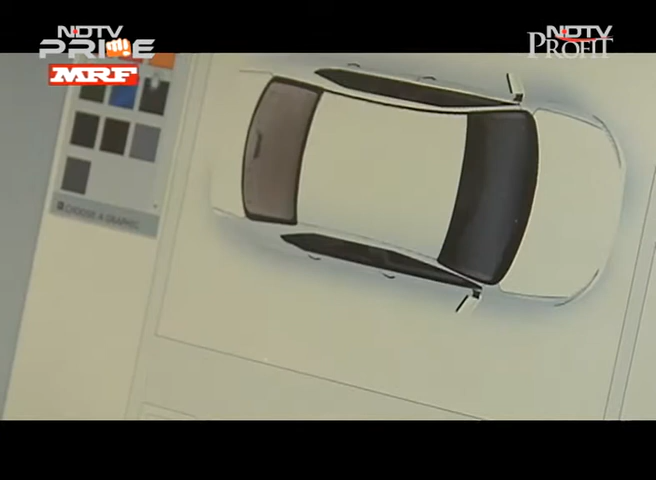 NDTV
PRIME
NDTV
PROFIT
MRF
CHOOSE A GRAPHIC